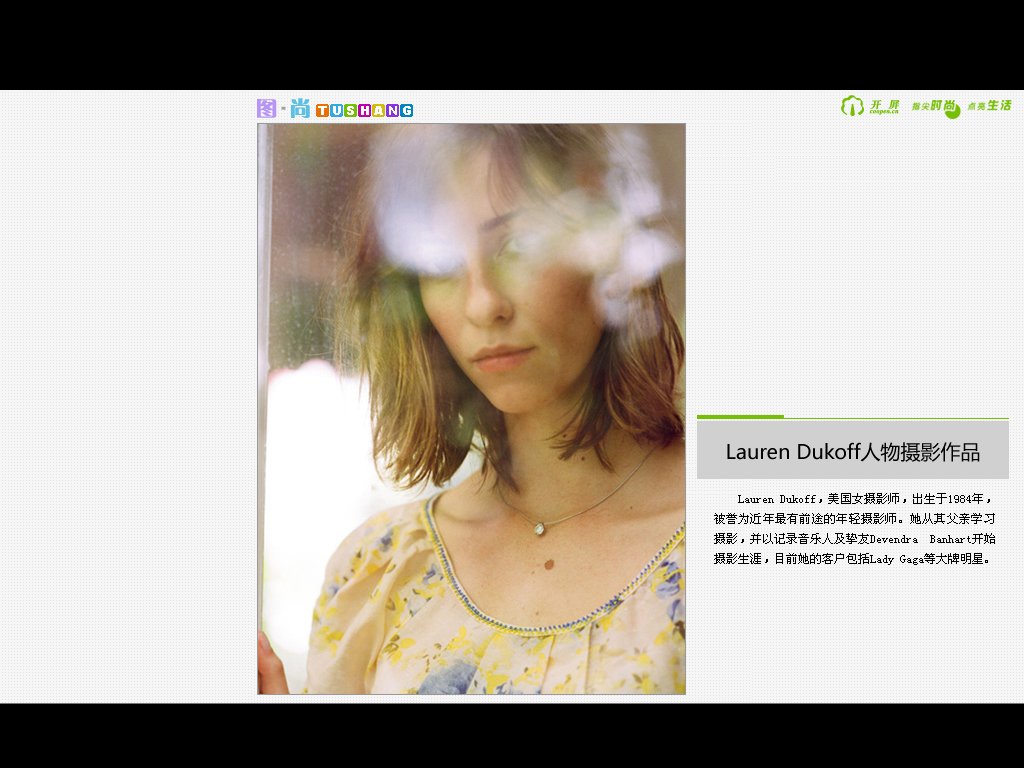 图·尚 TUSHANG
开屏 coopen.cn 指尖时尚 点亮生活
Lauren Dukoff人物摄影作品
Lauren Dukoff，美国女摄影师，出生于1984年，
被誉为近年最有前途的年轻摄影师。她从其父亲学习
摄影，并以记录音乐人及挚友Devendra Banhart开始
摄影生涯，目前她的客户包括Lady Gaga等大牌明星。